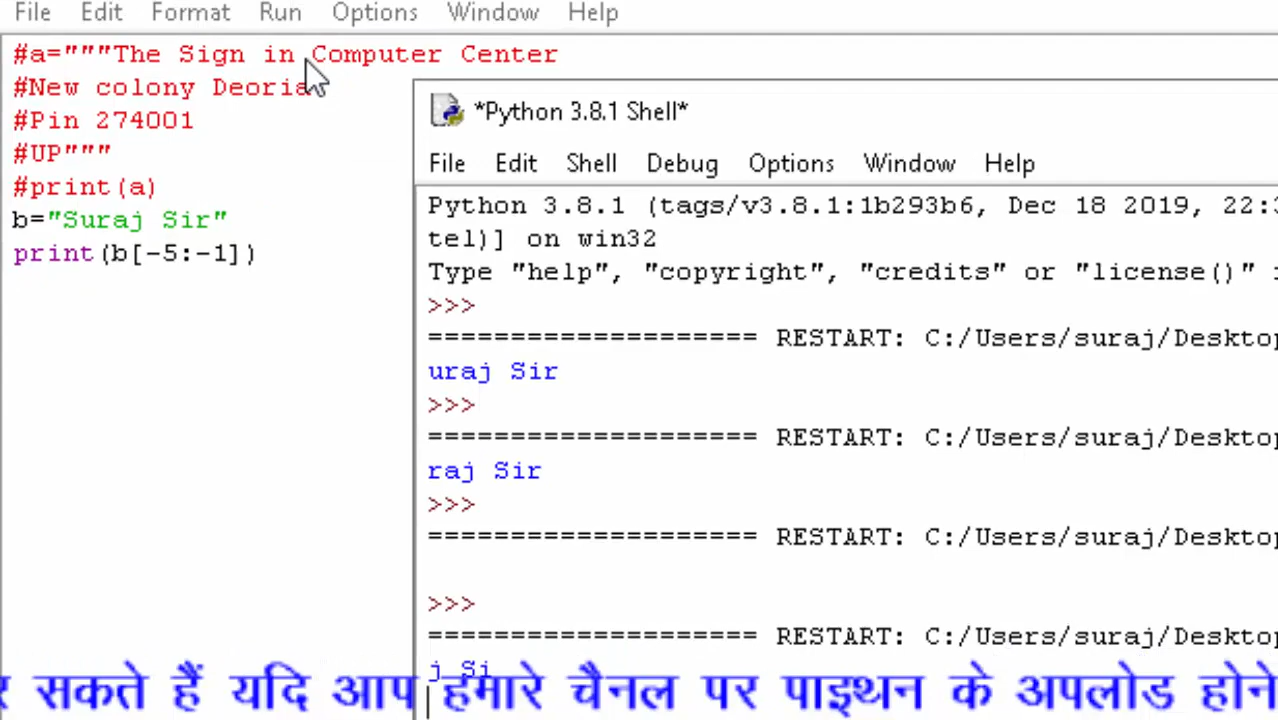 File Edit Format Run Options Window Help
#a="""The Sign in Computer Center
#New colony Deoria
#Pin 274001
#UP"""
#print(a)
b="Suraj Sir"
print(b[-5:-1])
*Python 3.8.1 Shell*
File Edit Shell Debug Options Window Help
Python 3.8.1 (tags/v3.8.1:1b293b6, Dec 18 2019, 22:
tel)] on win32
Type "help", "copyright", "credits" or "license()"
>>>
==================== RESTART: C:/Users/suraj/Desktop
uraj Sir
>>>
==================== RESTART: C:/Users/suraj/Desktop
raj Sir
>>>
==================== RESTART: C:/Users/suraj/Desktop
>>>
==================== RESTART: C:/Users/suraj/Desktop
j Si
सकते हैं यदि आप हमारे चैनल पर पाइथन के अपलोड होने